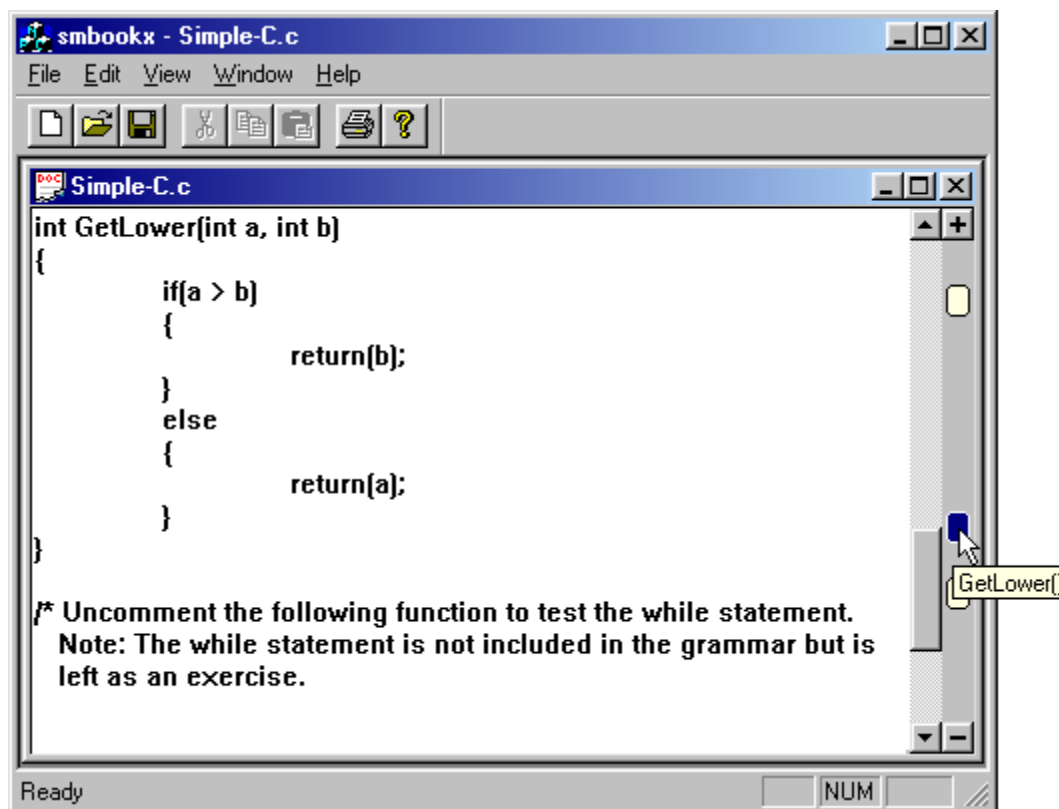 smbookx - Simple-C.c
File Edit View Window Help
DOC Simple-C.c
int GetLower(int a, int b)
{
if(a > b)
{
return(b);
}
else
{
return(a);
}
}
/* Uncomment the following function to test the while statement.
Note: The while statement is not included in the grammar but is
left as an exercise.
GetLower()
Ready NUM